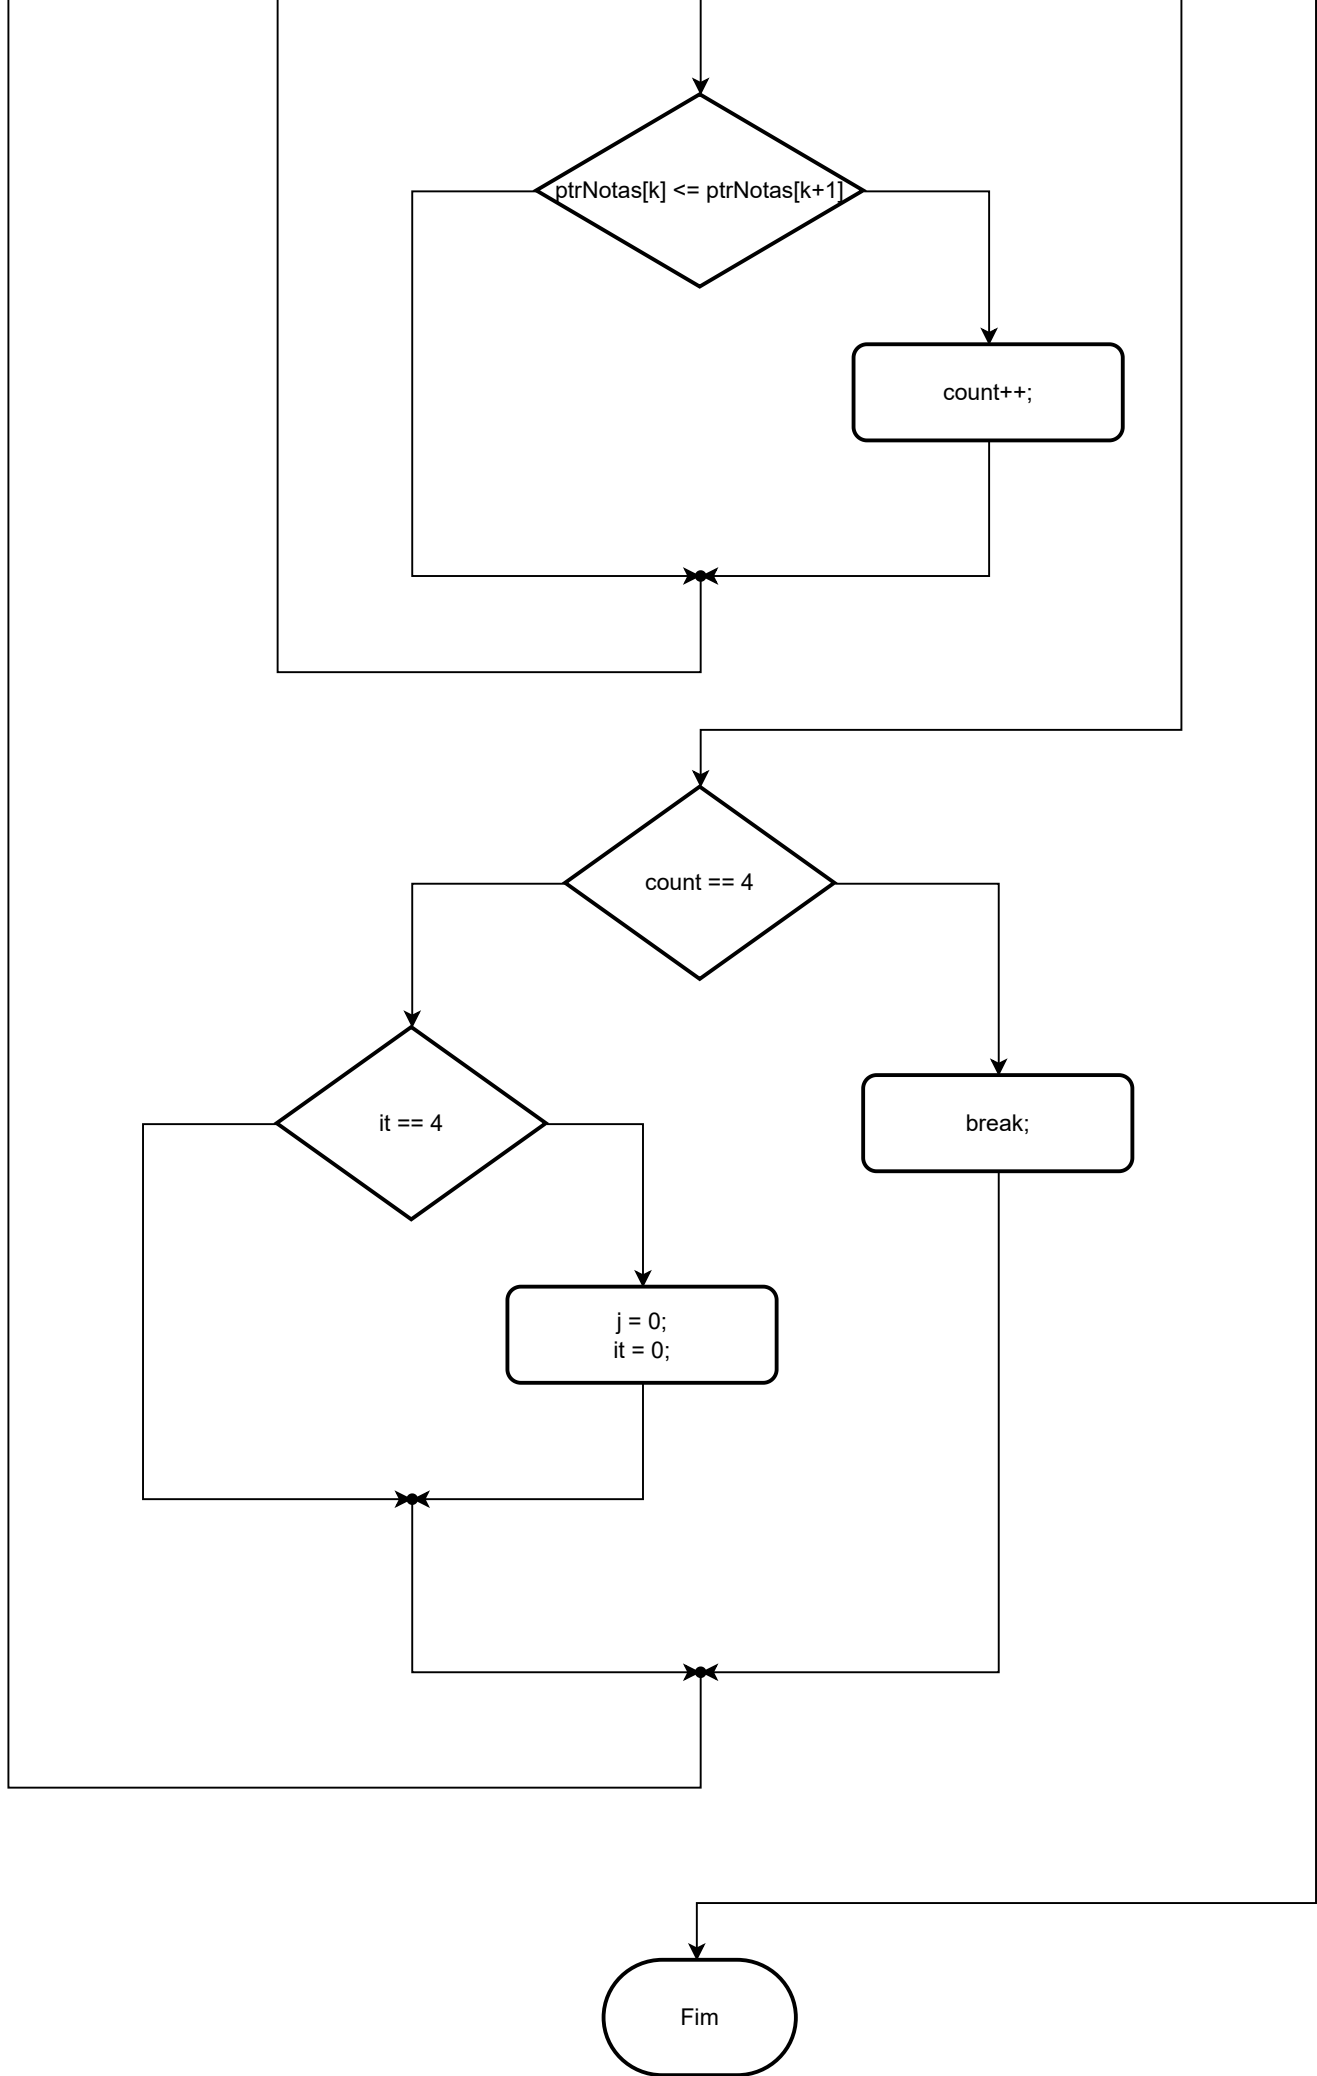 ptrNotas[k] <= ptrNotas[k+1]
count++;
count == 4
it == 4
break;
j = 0;
it = 0;
Fim